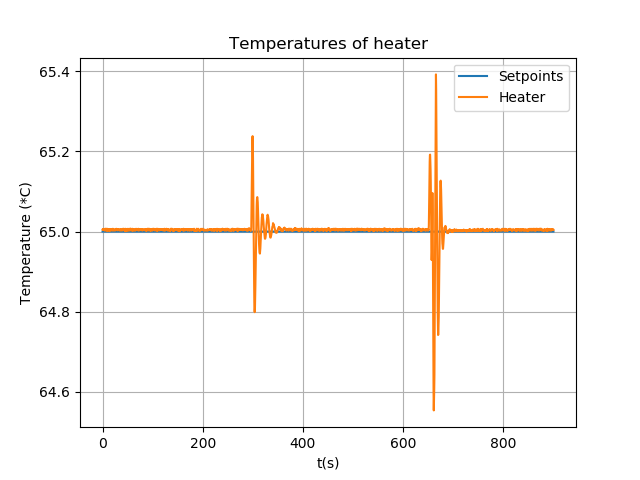 Temperatures of heater
65.4
65.2
65.0
64.8
64.6
Temperature (*C)
Setpoints
Heater
0 200 400 600 800
t(s)